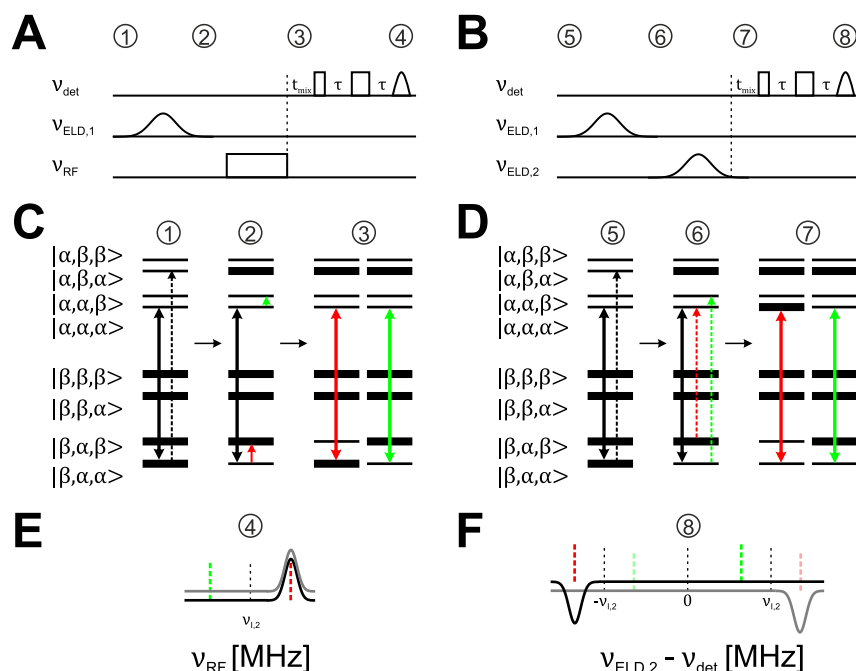 A
① ② ③ ④
ν_det
t_mix τ τ
ν_ELD,1
ν_RF
B
⑤ ⑥ ⑦ ⑧
ν_det
t_mix τ τ
ν_ELD,1
ν_ELD,2
C
① ② ③
|α,β,β>
|α,β,α>
|α,α,β>
|α,α,α>
|β,β,β>
|β,β,α>
|β,α,β>
|β,α,α>
D
⑤ ⑥ ⑦
|α,β,β>
|α,β,α>
|α,α,β>
|α,α,α>
|β,β,β>
|β,β,α>
|β,α,β>
|β,α,α>
E
④
ν_I,2
ν_RF [MHz]
F
⑧
-ν_I,2 0 ν_I,2
ν_ELD,2 - ν_det [MHz]